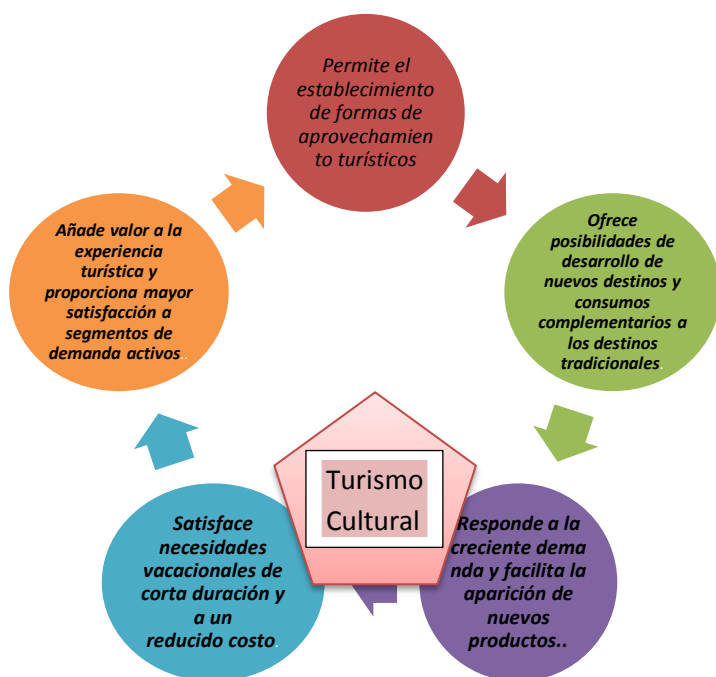 Permite el
establecimiento
de formas de
aprovechamien
to turísticos
Ofrece
posibilidades de
desarrollo de
nuevos destinos y
consumos
complementarios a
los destinos
tradicionales.
Responde a la
creciente dema
nda y facilita la
aparición de
nuevos
productos..
Satisface
necesidades
vacacionales de
corta duración y
a un
reducido costo.
Añade valor a la
experiencia
turística y
proporciona mayor
satisfacción a
segmentos de
demanda activos..
Turismo
Cultural